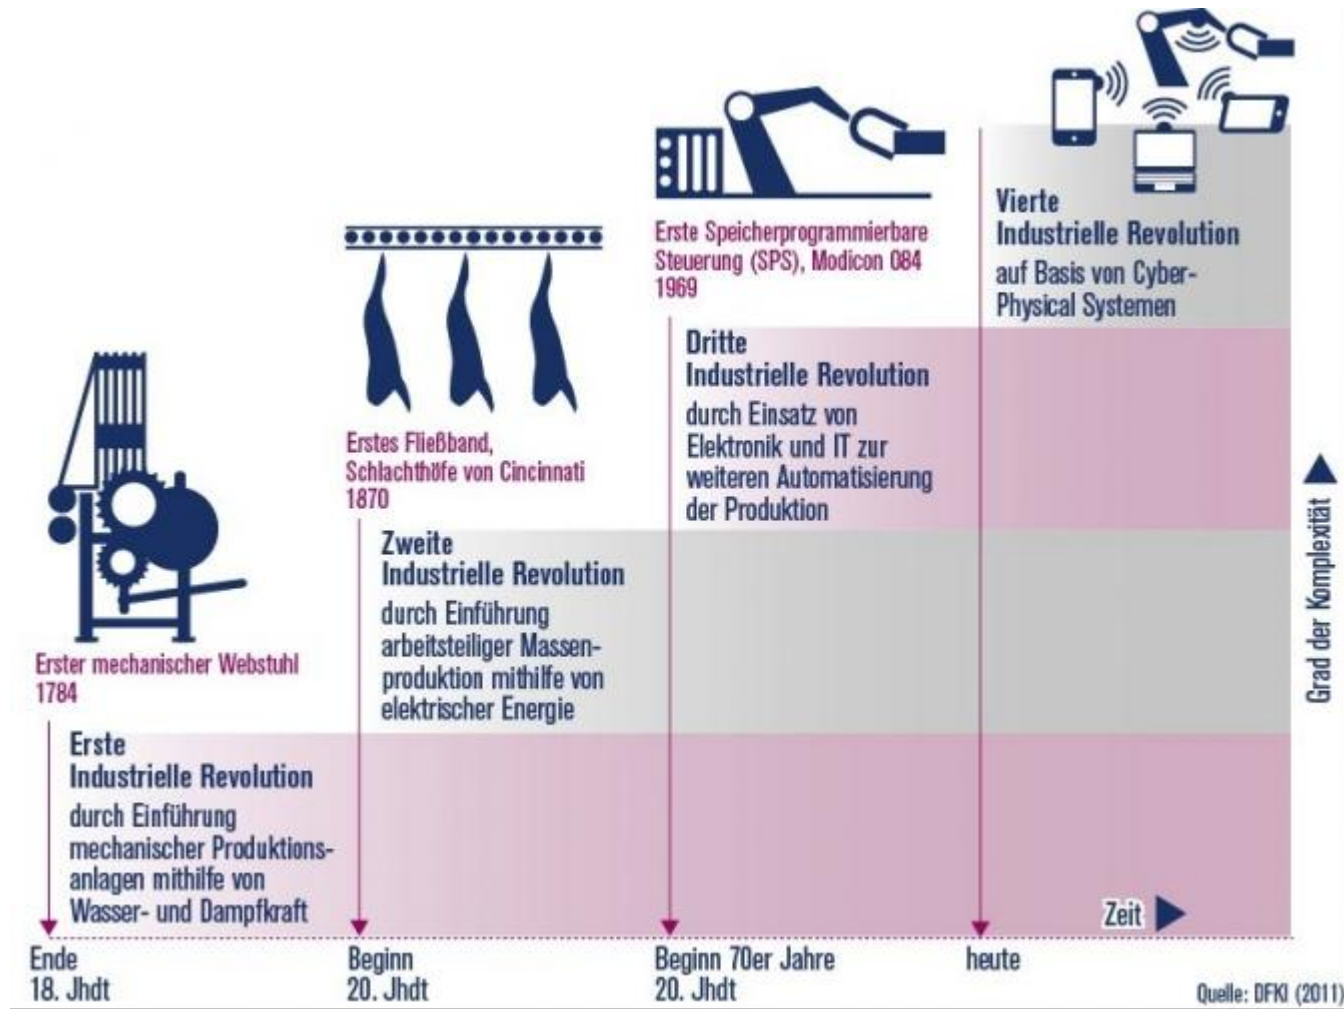 Erster mechanischer Webstuhl
1784
Erste
Industrielle Revolution
durch Einführung
mechanischer Produktions-
anlagen mithilfe von
Wasser- und Dampfkraft
Ende
18. Jhdt
Erstes Fließband,
Schlachthöfe von Cincinnati
1870
Zweite
Industrielle Revolution
durch Einführung
arbeitsteiliger Massen-
produktion mithilfe von
elektrischer Energie
Beginn
20. Jhdt
Erste Speicherprogrammierbare
Steuerung (SPS), Modicon 084
1969
Dritte
Industrielle Revolution
durch Einsatz von
Elektronik und IT zur
weiteren Automatisierung
der Produktion
Beginn 70er Jahre
20. Jhdt
Vierte
Industrielle Revolution
auf Basis von Cyber-
Physical Systemen
heute
Zeit
Grad der Komplexität
Quelle: DFKI (2011)